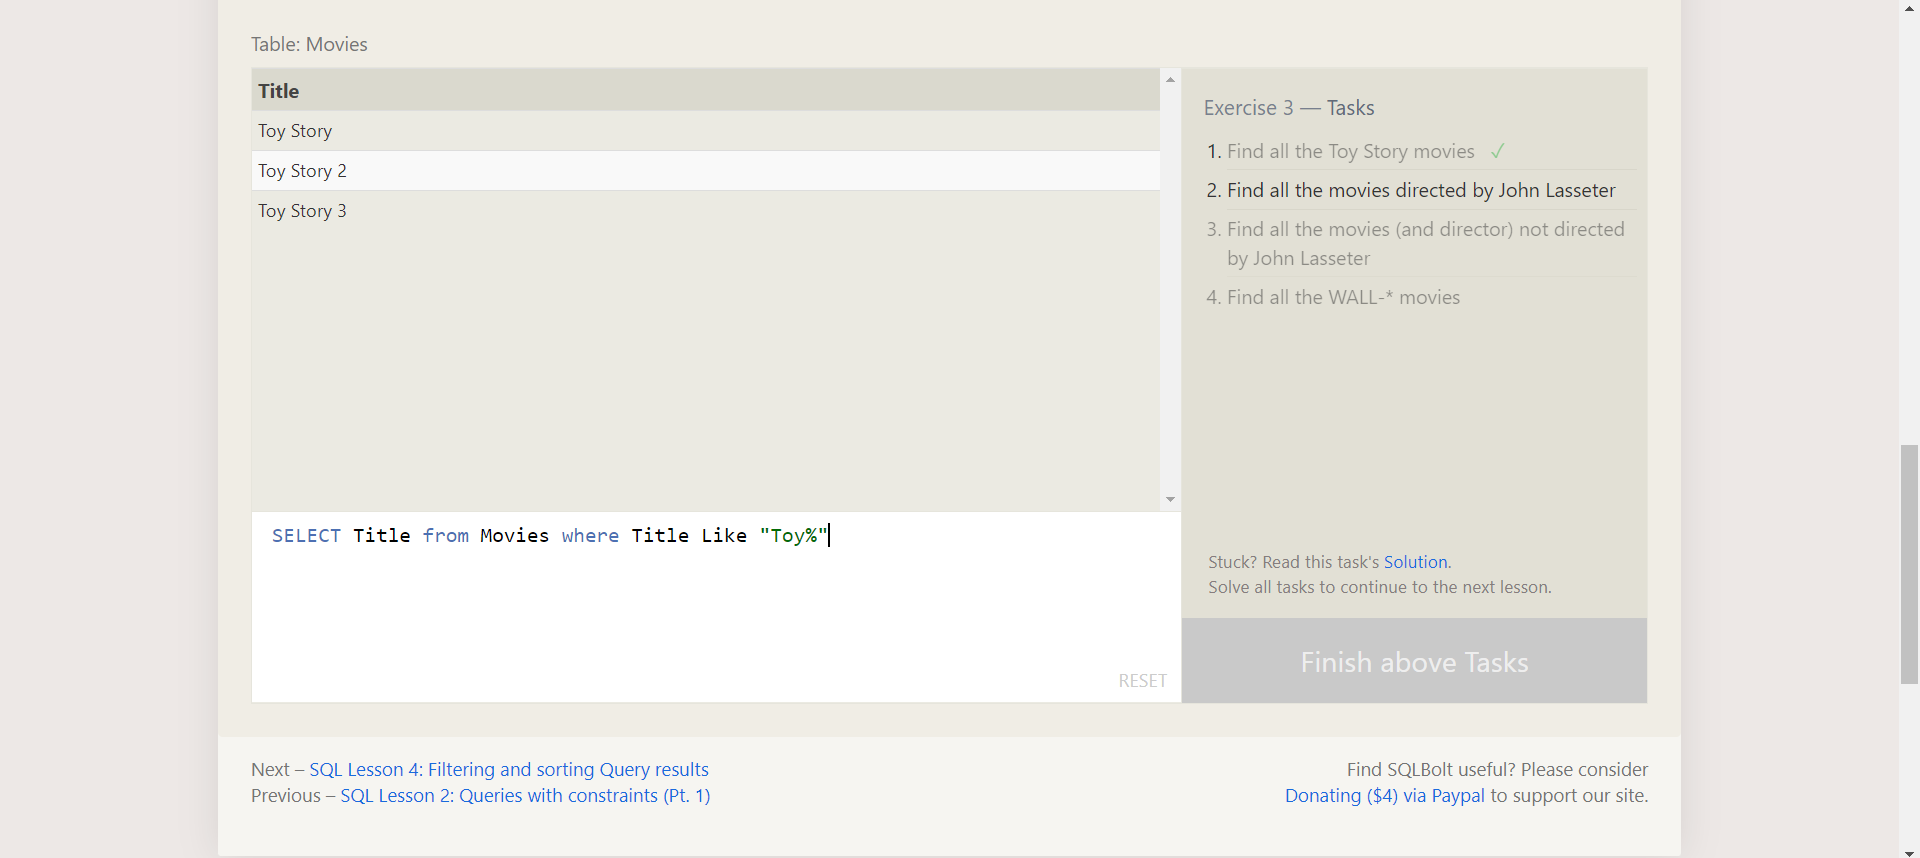 Table: Movies
Title
Toy Story
Toy Story 2
Toy Story 3
SELECT Title from Movies where Title Like "Toy%"
RESET
Exercise 3 — Tasks
1. Find all the Toy Story movies ✓
2. Find all the movies directed by John Lasseter
3. Find all the movies (and director) not directed
by John Lasseter
4. Find all the WALL-* movies
Stuck? Read this task's Solution.
Solve all tasks to continue to the next lesson.
Finish above Tasks
Next – SQL Lesson 4: Filtering and sorting Query results
Previous – SQL Lesson 2: Queries with constraints (Pt. 1)
Find SQLBolt useful? Please consider
Donating ($4) via Paypal to support our site.